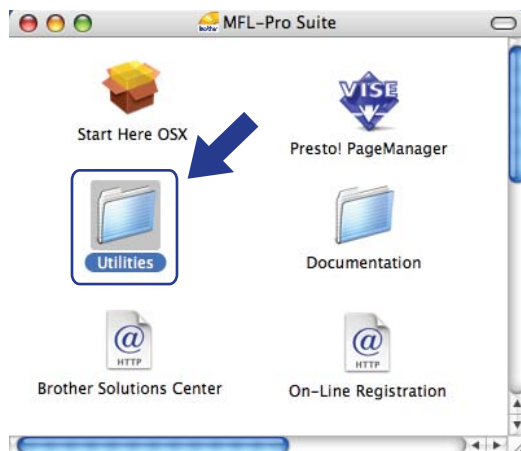 MFL-Pro Suite
VISE
Start Here OSX
Presto! PageManager
Utilities
Documentation
@
@
HTTP
HTTP
Brother Solutions Center
On-Line Registration